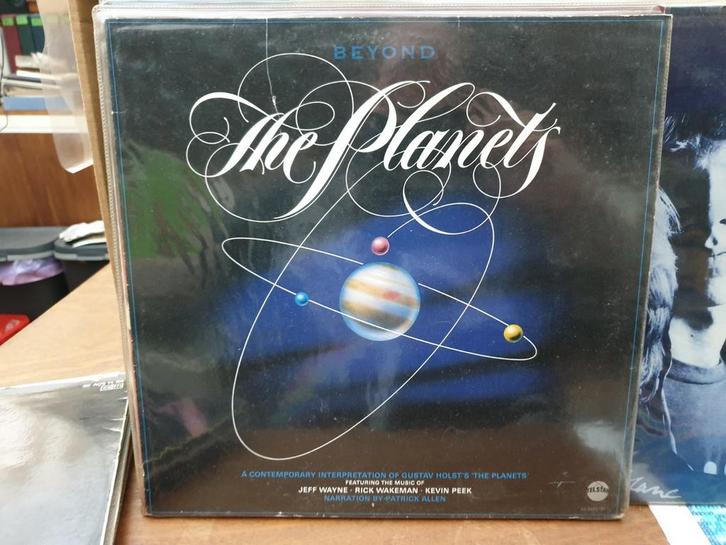 BEYOND
The Planets
A CONTEMPORARY INTERPRETATION OF GUSTAV HOLST'S 'THE PLANETS'
FEATURING THE MUSIC OF
JEFF WAYNE · RICK WAKEMAN · KEVIN PEEK
NARRATION BY PATRICK ALLEN
TELSTAR